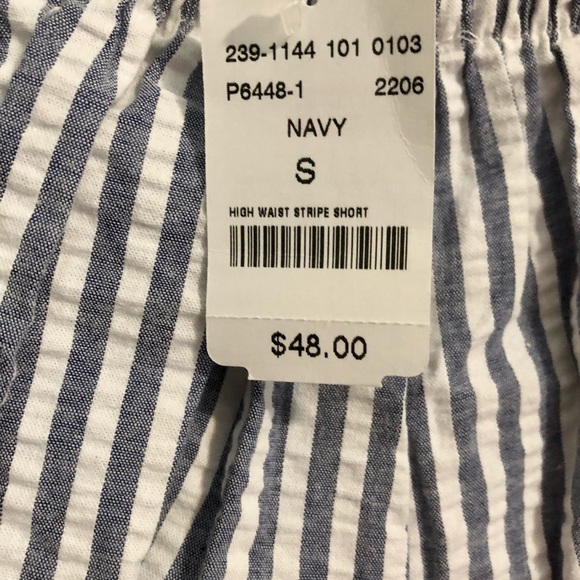 239-1144 101 0103
P6448-1 2206
NAVY
S
HIGH WAIST STRIPE SHORT
$48.00